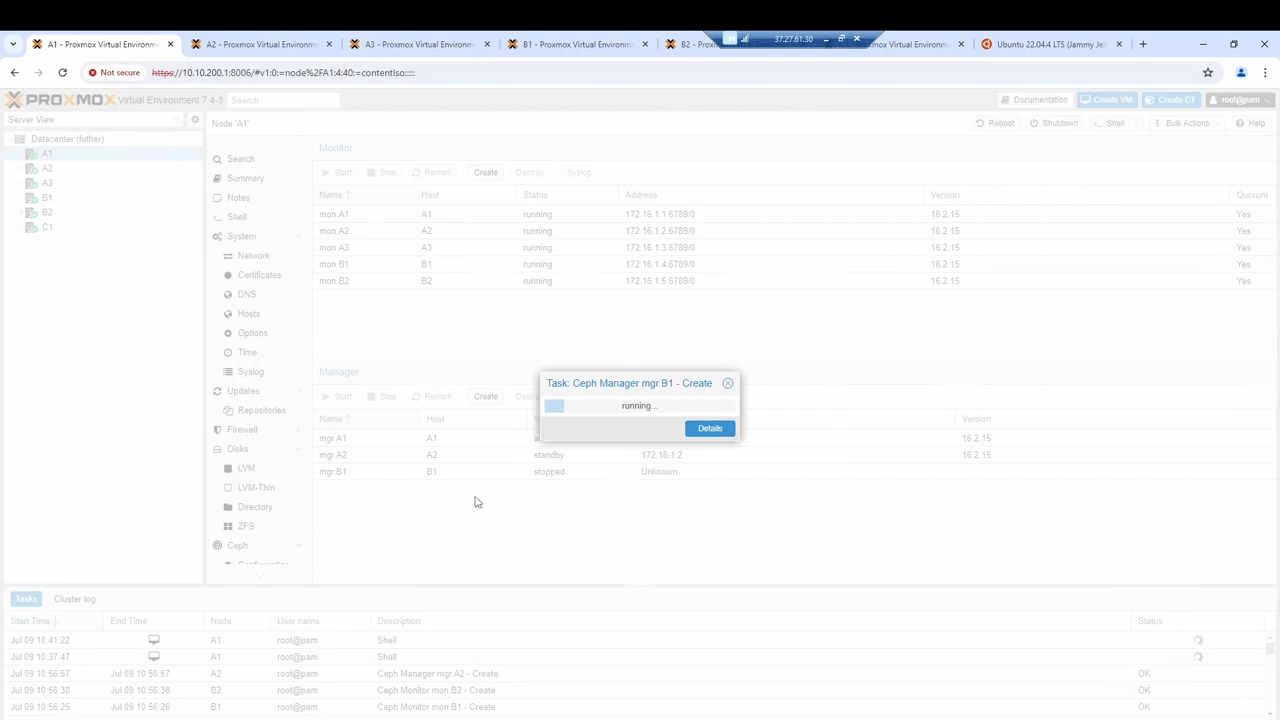 A1 - Proxmox Virtual Environm
A2 - Proxmox Virtual Environm
A3 - Proxmox Virtual Environm
B1 - Proxmox Virtual Environm
B2 - Prox
Virtual Environm
37.27.61.30
Ubuntu 22.04.4 LTS (Jammy Jell
Not secure
https://10.10.200.1:8006/#v1:0:=node%2FA1:4:40:=contentIso:::::
PROXMOX Virtual Environment 7.4-3
Search
Documentation
Create VM
Create CT
root@pam
Server View
Node 'A1'
Reboot
Shutdown
Shell
Bulk Actions
Help
Datacenter (futher)
A1
A2
A3
B1
B2
C1
Search
Summary
Notes
Shell
System
Network
Certificates
DNS
Hosts
Options
Time
Syslog
Updates
Repositories
Firewall
Disks
LVM
LVM-Thin
Directory
ZFS
Ceph
Configuration
Monitor
Start Stop Restart Create Destroy Syslog
Name Host Status Address Version Quorum
mon.A1 A1 running 172.16.1.1:6789/0 16.2.15 Yes
mon.A2 A2 running 172.16.1.2:6789/0 16.2.15 Yes
mon.A3 A3 running 172.16.1.3:6789/0 16.2.15 Yes
mon.B1 B1 running 172.16.1.4:6789/0 16.2.15 Yes
mon.B2 B2 running 172.16.1.5:6789/0 16.2.15 Yes
Manager
Start Stop Restart Create
Name Host Version
mgr.A1 A1 16.2.15
mgr.A2 A2 standby 172.16.1.2 16.2.15
mgr.B1 B1 stopped Unknown
Task: Ceph Manager mgr.B1 - Create
running...
Details
Tasks
Cluster log
Start Time End Time Node User name Description Status
Jul 09 10:41:22 A1 root@pam Shell
Jul 09 10:37:47 A1 root@pam Shell
Jul 09 10:56:57 Jul 09 10:56:57 A2 root@pam Ceph Manager mgr.A2 - Create OK
Jul 09 10:56:38 Jul 09 10:56:38 B2 root@pam Ceph Monitor mon.B2 - Create OK
Jul 09 10:56:25 Jul 09 10:56:26 B1 root@pam Ceph Monitor mon.B1 - Create OK